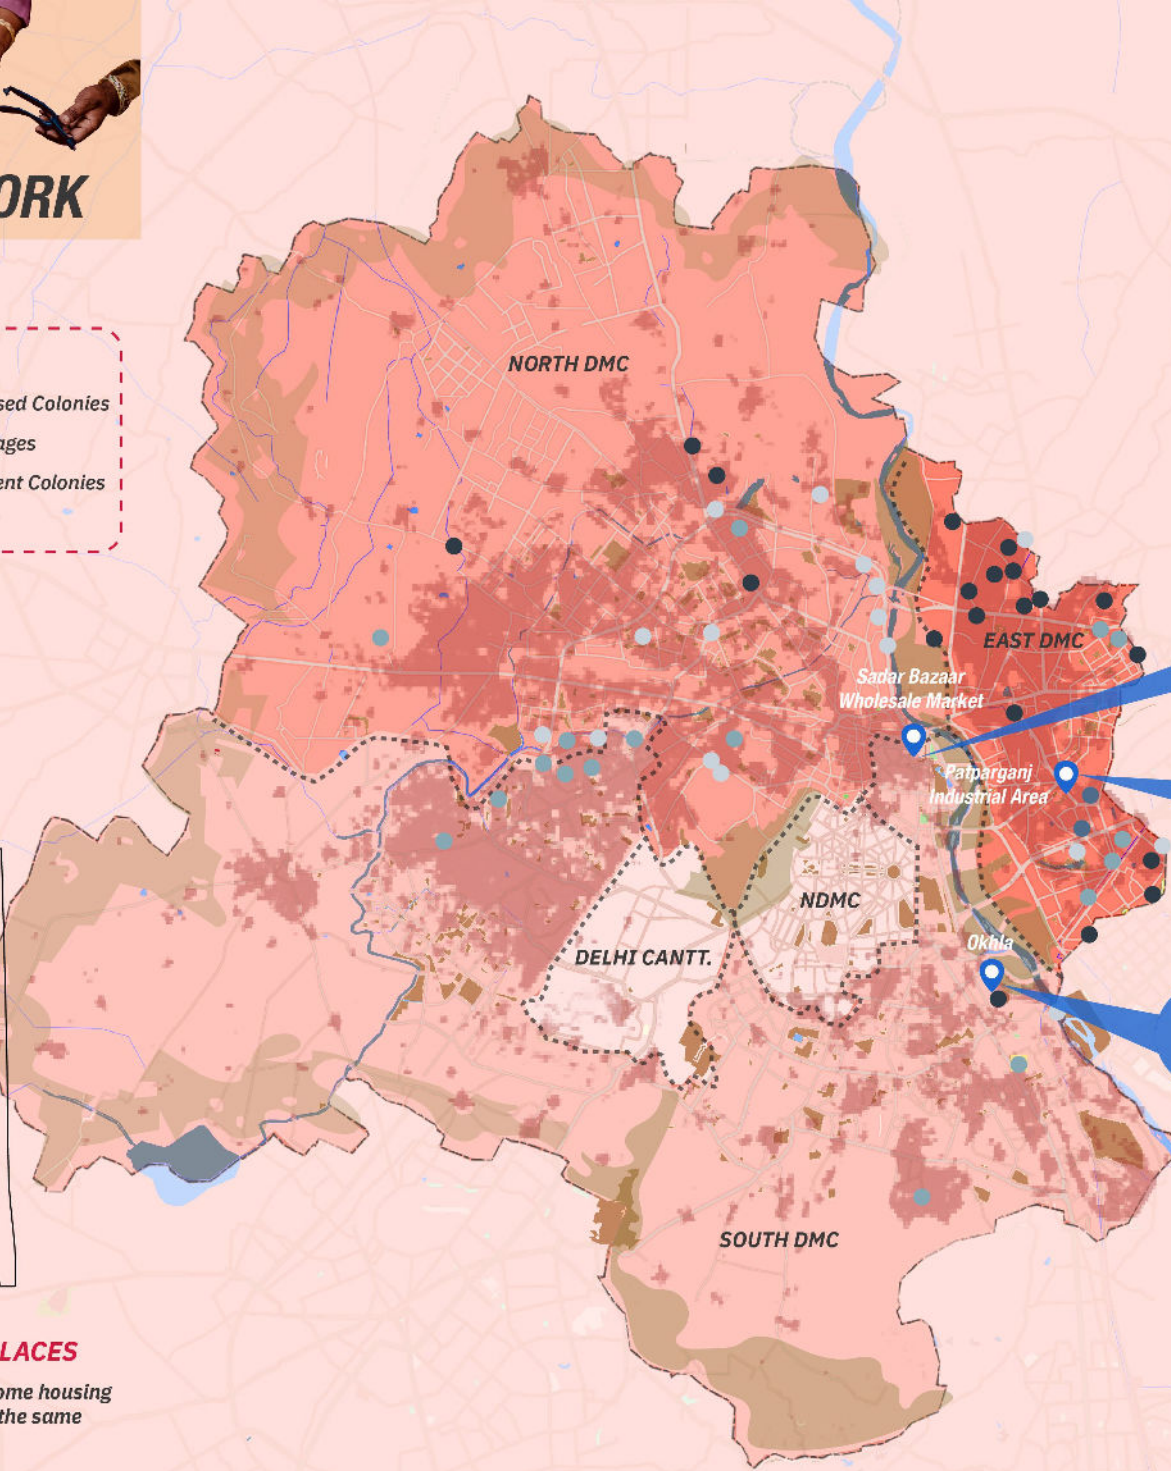 ORK
sed Colonies
ages
ent Colonies
NORTH DMC
EAST DMC
Sadar Bazaar
Wholesale Market
Patparganj
Industrial Area
NDMC
DELHI CANTT.
Okhla
SOUTH DMC
LACES
ome housing
the same